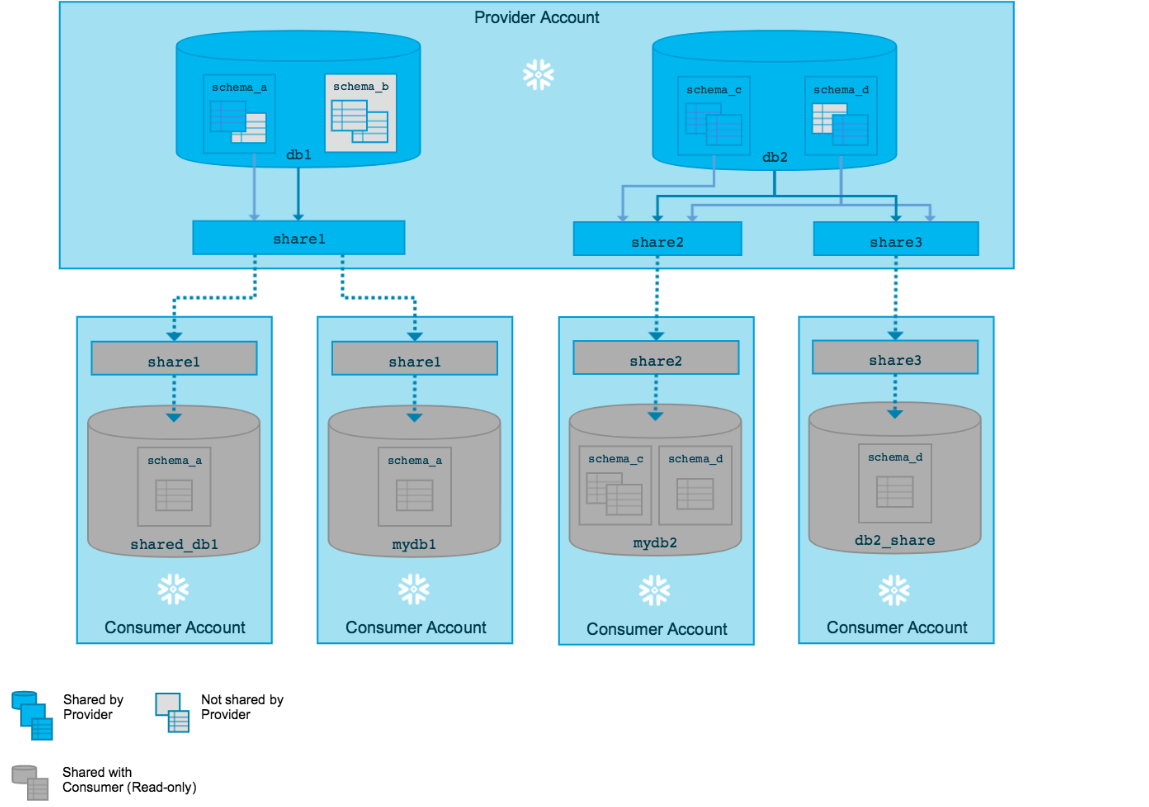 Provider Account
schema_a
schema_b
db1
schema_c
schema_d
db2
share1
share2
share3
share1
share1
share2
share3
schema_a
schema_a
schema_c
schema_d
schema_d
shared_db1
mydb1
mydb2
db2_share
Consumer Account
Consumer Account
Consumer Account
Consumer Account
Shared by
Provider
Not shared by
Provider
Shared with
Consumer (Read-only)